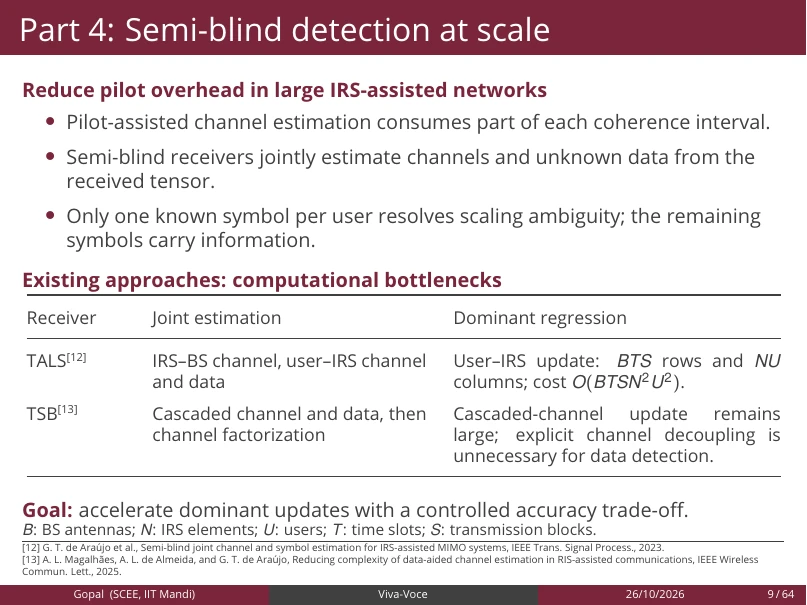 Part 4: Semi-blind detection at scale
Reduce pilot overhead in large IRS-assisted networks
• Pilot-assisted channel estimation consumes part of each coherence interval.
• Semi-blind receivers jointly estimate channels and unknown data from the
received tensor.
• Only one known symbol per user resolves scaling ambiguity; the remaining
symbols carry information.
Existing approaches: computational bottlenecks
Receiver Joint estimation Dominant regression
TALS[12] IRS–BS channel, user–IRS channel User–IRS update: BTS rows and NU
and data columns; cost O(BTSN²U²).
TSB[13] Cascaded channel and data, then Cascaded-channel update remains
channel factorization large; explicit channel decoupling is
unnecessary for data detection.
Goal: accelerate dominant updates with a controlled accuracy trade-off.
B: BS antennas; N: IRS elements; U: users; T: time slots; S: transmission blocks.
[12] G. T. de Araújo et al., Semi-blind joint channel and symbol estimation for IRS-assisted MIMO systems, IEEE Trans. Signal Process., 2023.
[13] A. L. Magalhães, A. L. de Almeida, and G. T. de Araújo, Reducing complexity of data-aided channel estimation in RIS-assisted communications, IEEE Wireless
Commun. Lett., 2025.
Gopal (SCEE, IIT Mandi) Viva-Voce 26/10/2026 9 / 64